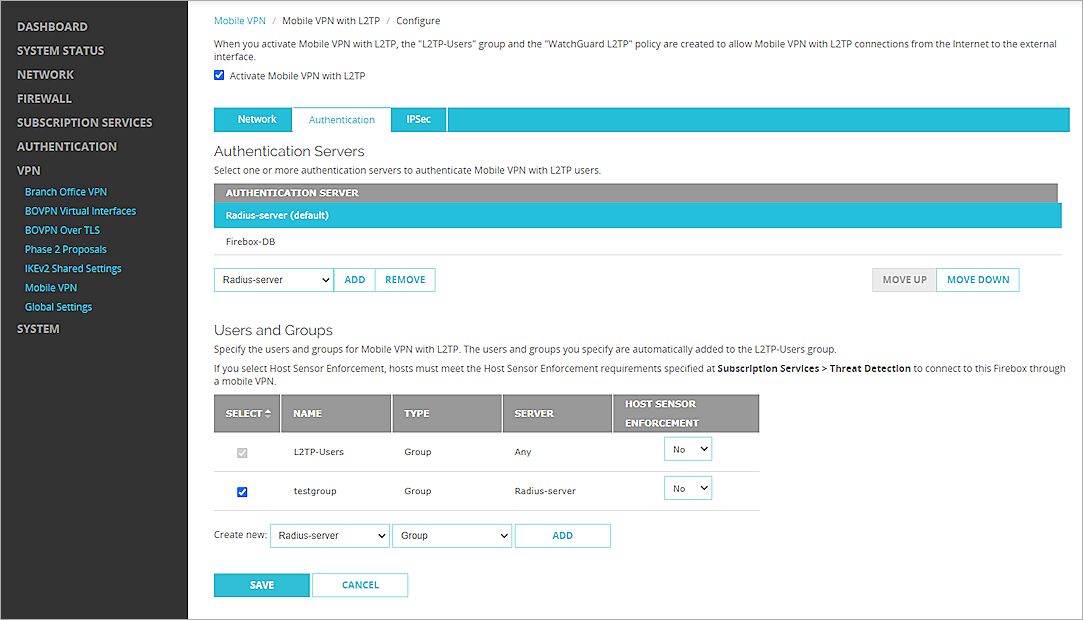 DASHBOARD
SYSTEM STATUS
NETWORK
FIREWALL
SUBSCRIPTION SERVICES
AUTHENTICATION
VPN
Branch Office VPN
BOVPN Virtual Interfaces
BOVPN Over TLS
Phase 2 Proposals
IKEv2 Shared Settings
Mobile VPN
Global Settings
SYSTEM
Mobile VPN / Mobile VPN with L2TP / Configure
When you activate Mobile VPN with L2TP, the "L2TP-Users" group and the "WatchGuard L2TP" policy are created to allow Mobile VPN with L2TP connections from the Internet to the external
interface.
Activate Mobile VPN with L2TP
Network Authentication IPSec
Authentication Servers
Select one or more authentication servers to authenticate Mobile VPN with L2TP users.
AUTHENTICATION SERVER
Radius-server (default)
Firebox-DB
Radius-server ADD REMOVE MOVE UP MOVE DOWN
Users and Groups
Specify the users and groups for Mobile VPN with L2TP. The users and groups you specify are automatically added to the L2TP-Users group.
If you select Host Sensor Enforcement, hosts must meet the Host Sensor Enforcement requirements specified at Subscription Services > Threat Detection to connect to this Firebox through
a mobile VPN.
SELECT NAME TYPE SERVER HOST SENSOR
ENFORCEMENT
L2TP-Users Group Any No
testgroup Group Radius-server No
Create new: Radius-server Group ADD
SAVE CANCEL